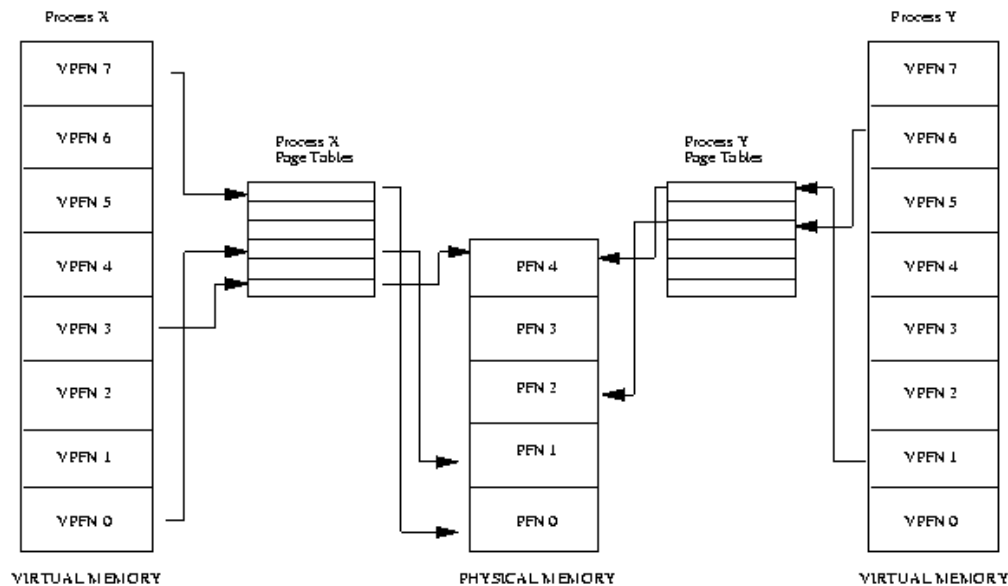 Process X
Process Y
VPFN 7
VPFN 6
VPFN 5
VPFN 4
VPFN 3
VPFN 2
VPFN 1
VPFN 0
VIRTUAL MEMORY
Process X
Page Tables
PFN 4
PFN 3
PFN 2
PFN 1
PFN 0
PHYSICAL MEMORY
Process Y
Page Tables
VPFN 7
VPFN 6
VPFN 5
VPFN 4
VPFN 3
VPFN 2
VPFN 1
VPFN 0
VIRTUAL MEMORY